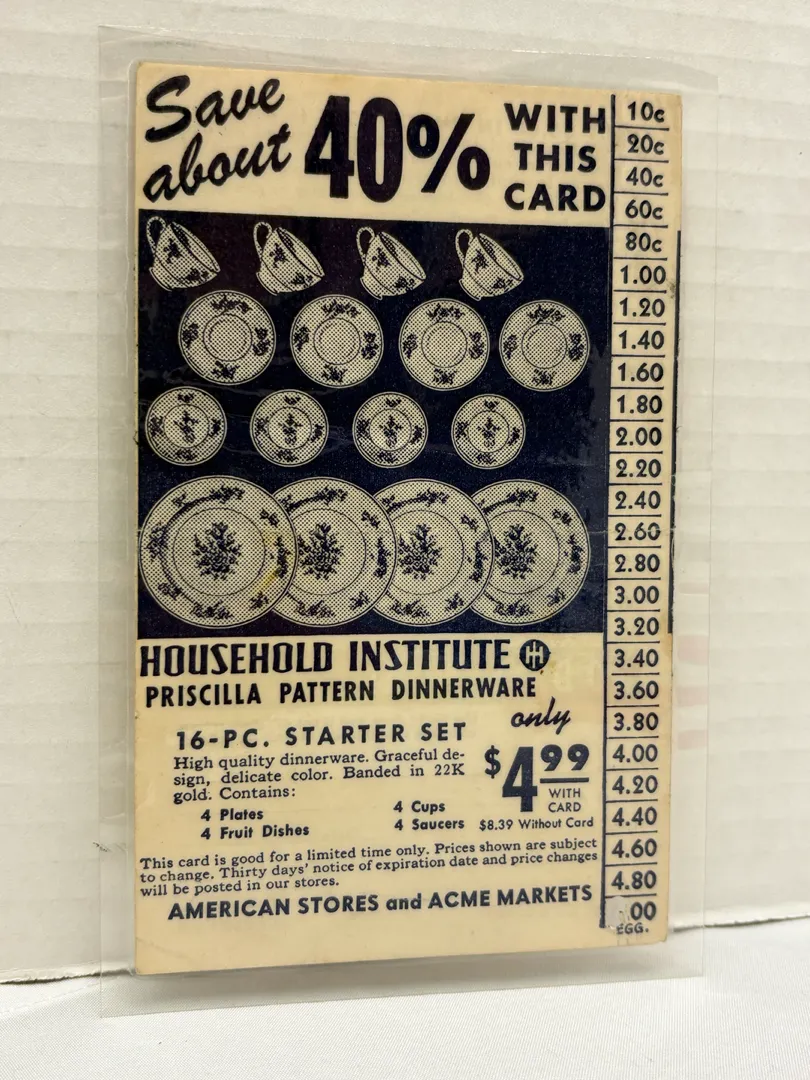 Save about 40% WITH THIS CARD
10c
20c
40c
60c
80c
1.00
1.20
1.40
1.60
1.80
2.00
2.20
2.40
2.60
2.80
3.00
3.20
3.40
3.60
3.80
4.00
4.20
4.40
4.60
4.80
.00
EGG.
HOUSEHOLD INSTITUTE HI
PRISCILLA PATTERN DINNERWARE
16-PC. STARTER SET
High quality dinnerware. Graceful de-
sign, delicate color. Banded in 22K
gold. Contains:
4 Plates
4 Fruit Dishes
4 Cups
4 Saucers
only
$4.99
WITH
CARD
$8.39 Without Card
This card is good for a limited time only. Prices shown are subject
to change. Thirty days' notice of expiration date and price changes
will be posted in our stores.
AMERICAN STORES and ACME MARKETS